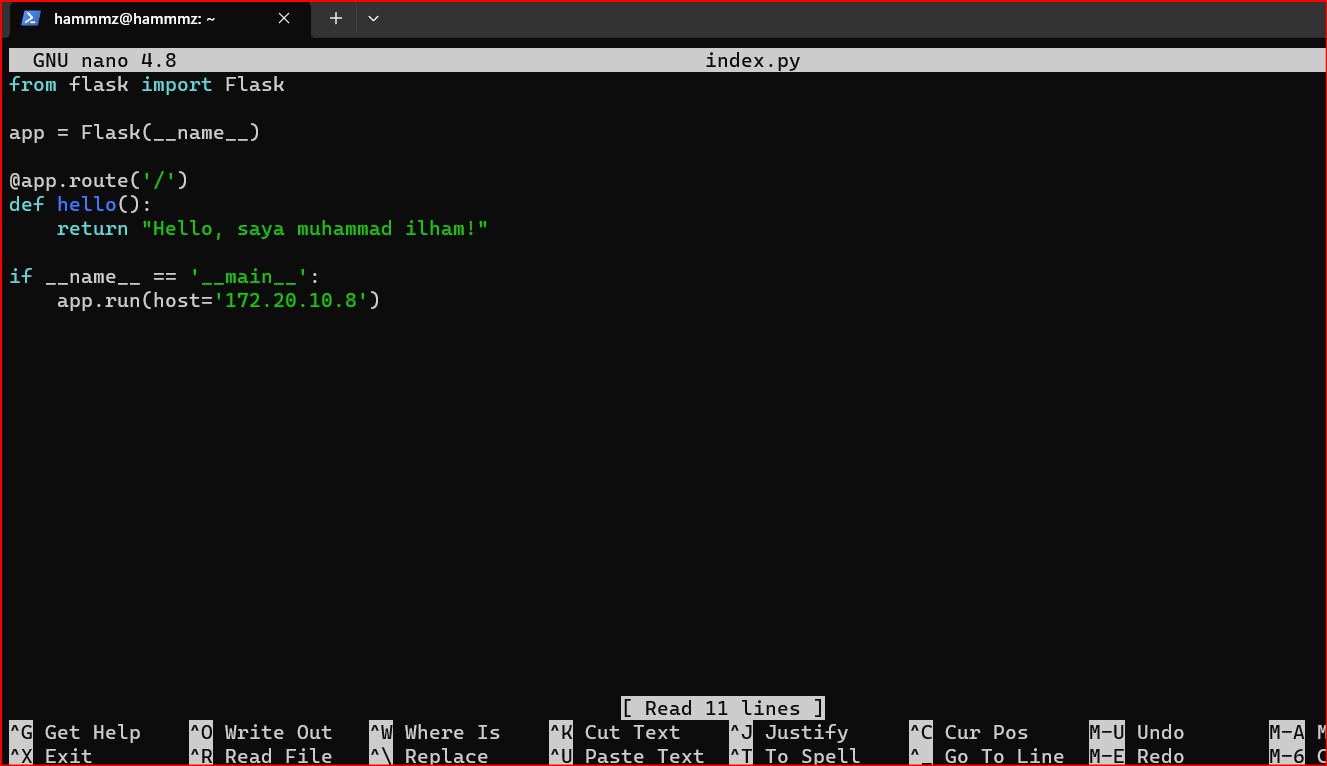 hammmz@hammmz: ~
GNU nano 4.8 index.py
from flask import Flask
app = Flask(__name__)
@app.route('/')
def hello():
    return "Hello, saya muhammad ilham!"
if __name__ == '__main__':
    app.run(host='172.20.10.8')
[ Read 11 lines ]
^G Get Help ^O Write Out ^W Where Is ^K Cut Text ^J Justify ^C Cur Pos M-U Undo M-A M
^X Exit ^R Read File ^\ Replace ^U Paste Text ^T To Spell ^_ Go To Line M-E Redo M-6 C